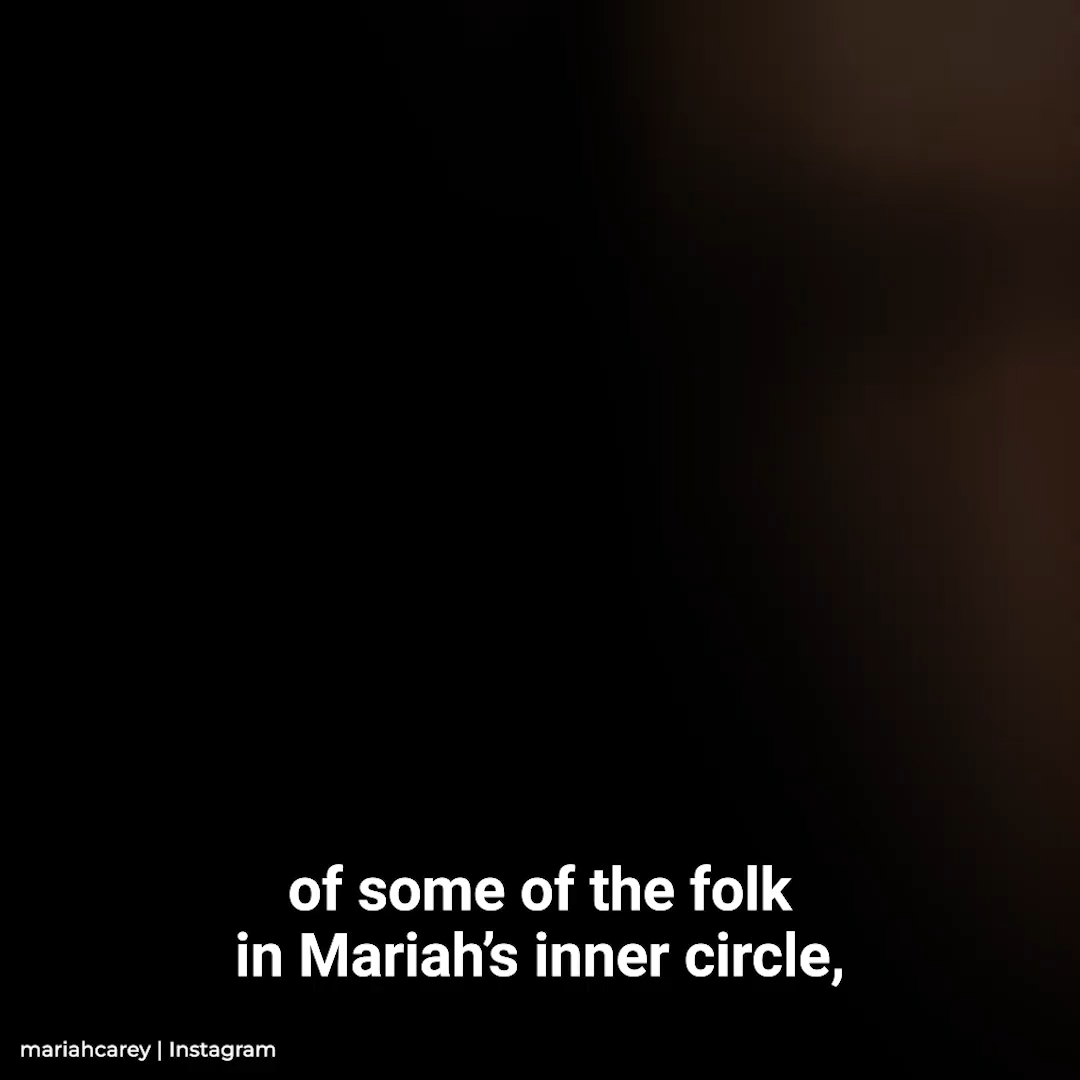 of some of the folk
in Mariah’s inner circle,
mariahcarey | Instagram